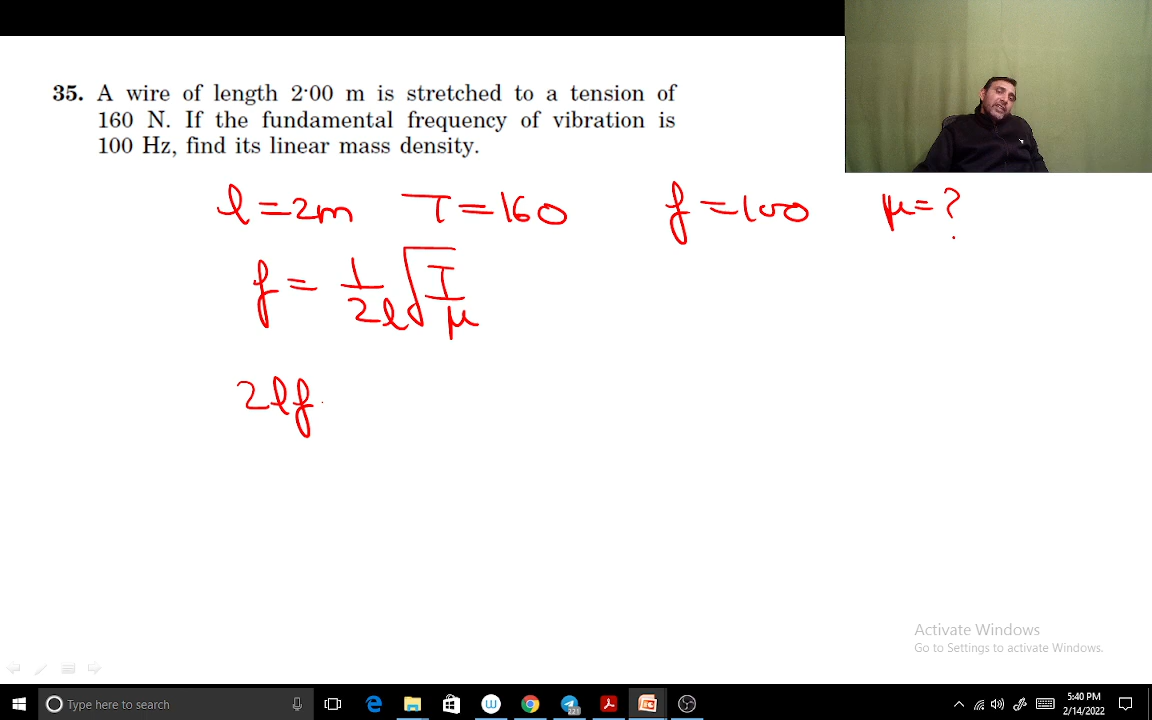 35. A wire of length 2·00 m is stretched to a tension of
160 N. If the fundamental frequency of vibration is
100 Hz, find its linear mass density.
l = 2m T = 160 f = 100 μ = ?
f = 1/2l √T/μ
2lf
Activate Windows
Go to Settings to activate Windows.
Type here to search
221
5:40 PM
2/14/2022